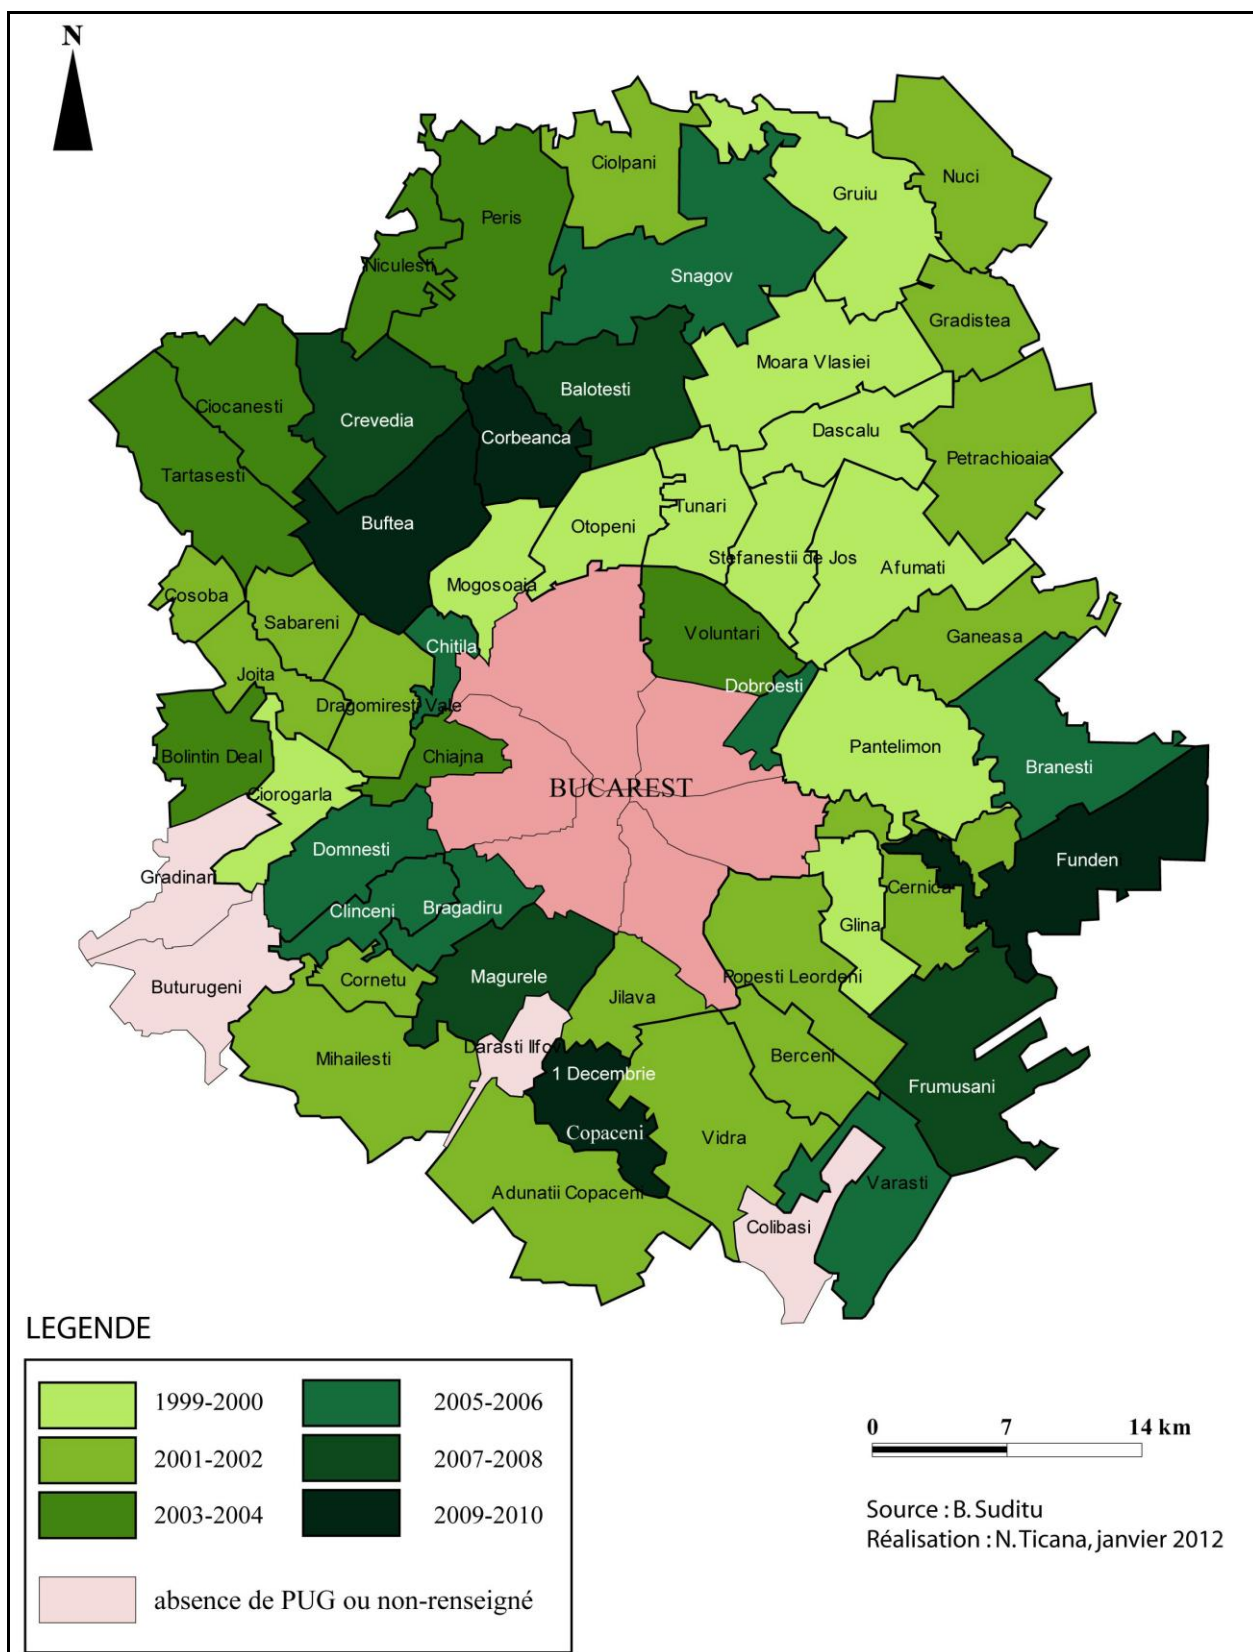 N
Ciolpani
Nuci
Gruiu
Peris
Niculesti
Snagov
Gradistea
Moara Vlasiei
Balotesti
Ciocanesti
Crevedia
Corbeanca
Dascalu
Petrachioaia
Tartasesti
Tunari
Buftea
Otopeni
Stefanestii de Jos
Afumati
Mogosoaia
Cosoba
Sabareni
Voluntari
Ganeasa
Chitila
Joita
Dobroesti
Dragomiresti Vale
Pantelimon
Bolintin Deal
Chiajna
Branesti
BUCAREST
Ciorogarla
Domnesti
Funden
Gradinari
Cernica
Clinceni
Bragadiru
Glina
Cornetu
Magurele
Popesti Leordeni
Buturugeni
Jilava
Darasti Ilfov
Berceni
Mihailesti
1 Decembrie
Frumusani
Copaceni
Vidra
Varasti
Adunatii Copaceni
Colibasi
LEGENDE
1999-2000
2005-2006
2001-2002
2007-2008
2003-2004
2009-2010
absence de PUG ou non-renseigné
0 7 14 km
Source : B. Suditu
Réalisation : N. Ticana, janvier 2012